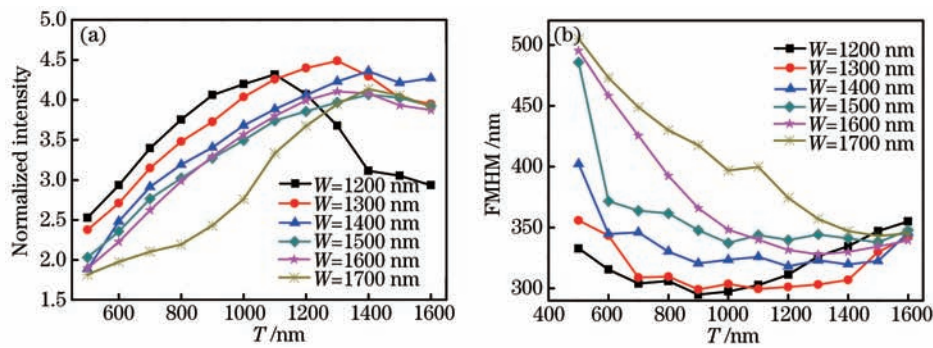 (a)
Normalized intensity
5.0
4.5
4.0
3.5
3.0
2.5
2.0
1.5
W=1200 nm
W=1300 nm
W=1400 nm
W=1500 nm
W=1600 nm
W=1700 nm
600 800 1000 1200 1400 1600
T /nm
(b)
FMHM /nm
500
450
400
350
300
W=1200 nm
W=1300 nm
W=1400 nm
W=1500 nm
W=1600 nm
W=1700 nm
400 600 800 1000 1200 1400 1600
T /nm